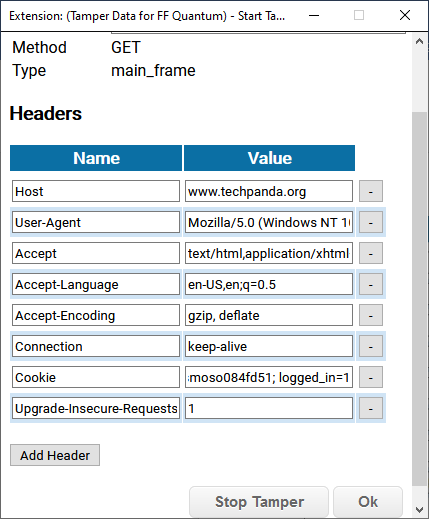 Extension: (Tamper Data for FF Quantum) - Start Ta...
Method GET
Type main_frame
Headers
Name Value
Host www.techpanda.org -
User-Agent Mozilla/5.0 (Windows NT 10 -
Accept text/html,application/xhtml -
Accept-Language en-US,en;q=0.5 -
Accept-Encoding gzip, deflate -
Connection keep-alive -
Cookie moso084fd51; logged_in=1 -
Upgrade-Insecure-Requests 1 -
Add Header
Stop Tamper Ok